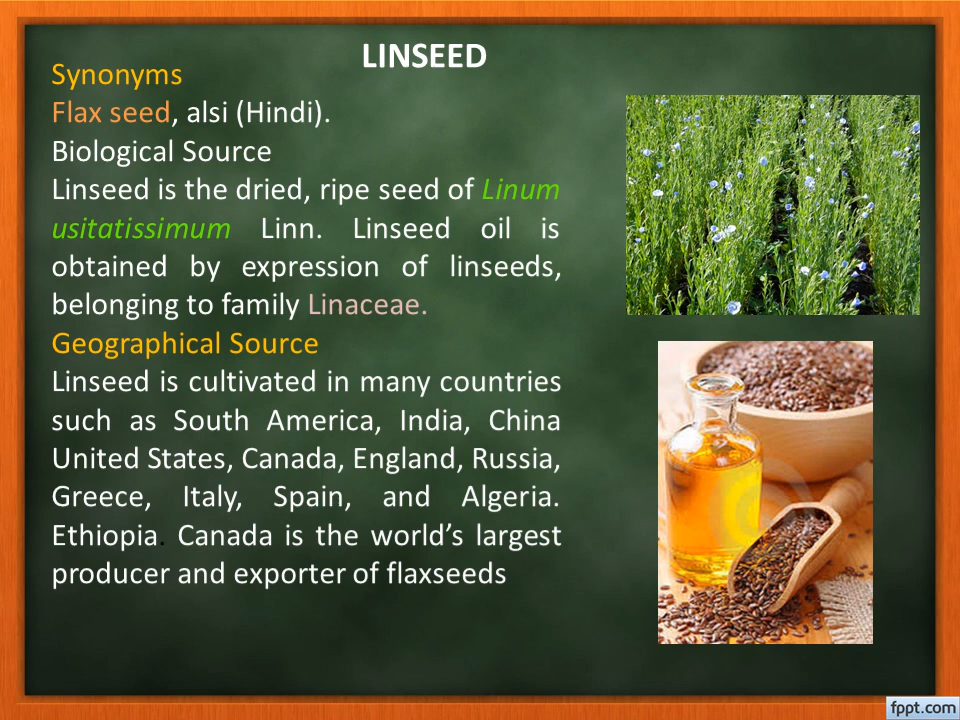 LINSEED
Synonyms
Flax seed, alsi (Hindi).
Biological Source
Linseed is the dried, ripe seed of Linum
usitatissimum Linn. Linseed oil is
obtained by expression of linseeds,
belonging to family Linaceae.
Geographical Source
Linseed is cultivated in many countries
such as South America, India, China
United States, Canada, England, Russia,
Greece, Italy, Spain, and Algeria.
Ethiopia. Canada is the world’s largest
producer and exporter of flaxseeds
fppt.com